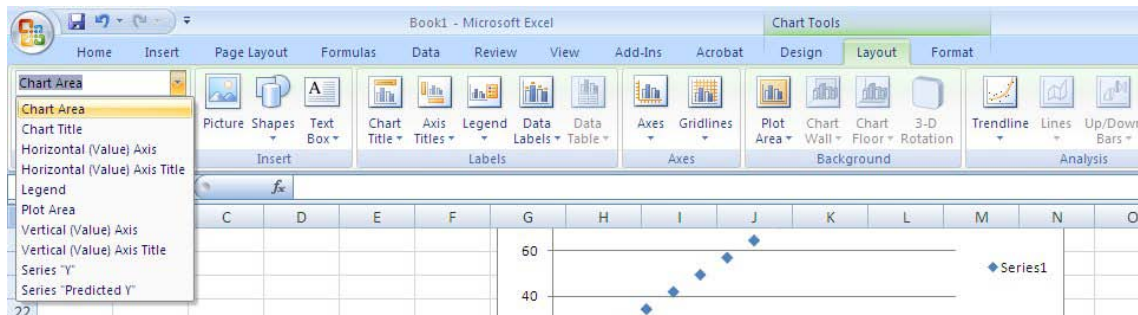 Book1 - Microsoft Excel
Chart Tools
Home Insert Page Layout Formulas Data Review View Add-Ins Acrobat Design Layout Format
Chart Area
Chart Area
Chart Title
Horizontal (Value) Axis
Horizontal (Value) Axis Title
Legend
Plot Area
Vertical (Value) Axis
Vertical (Value) Axis Title
Series "Y"
Series "Predicted Y"
Picture Shapes Text Box
Insert
Chart Title Axis Titles Legend Data Labels Data Table
Labels
Axes Gridlines
Axes
Plot Area Chart Wall Chart Floor 3-D Rotation
Background
Trendline Lines Up/Down Bars
Analysis
fx
C D E F G H I J K L M N O
60
40
Series1
22